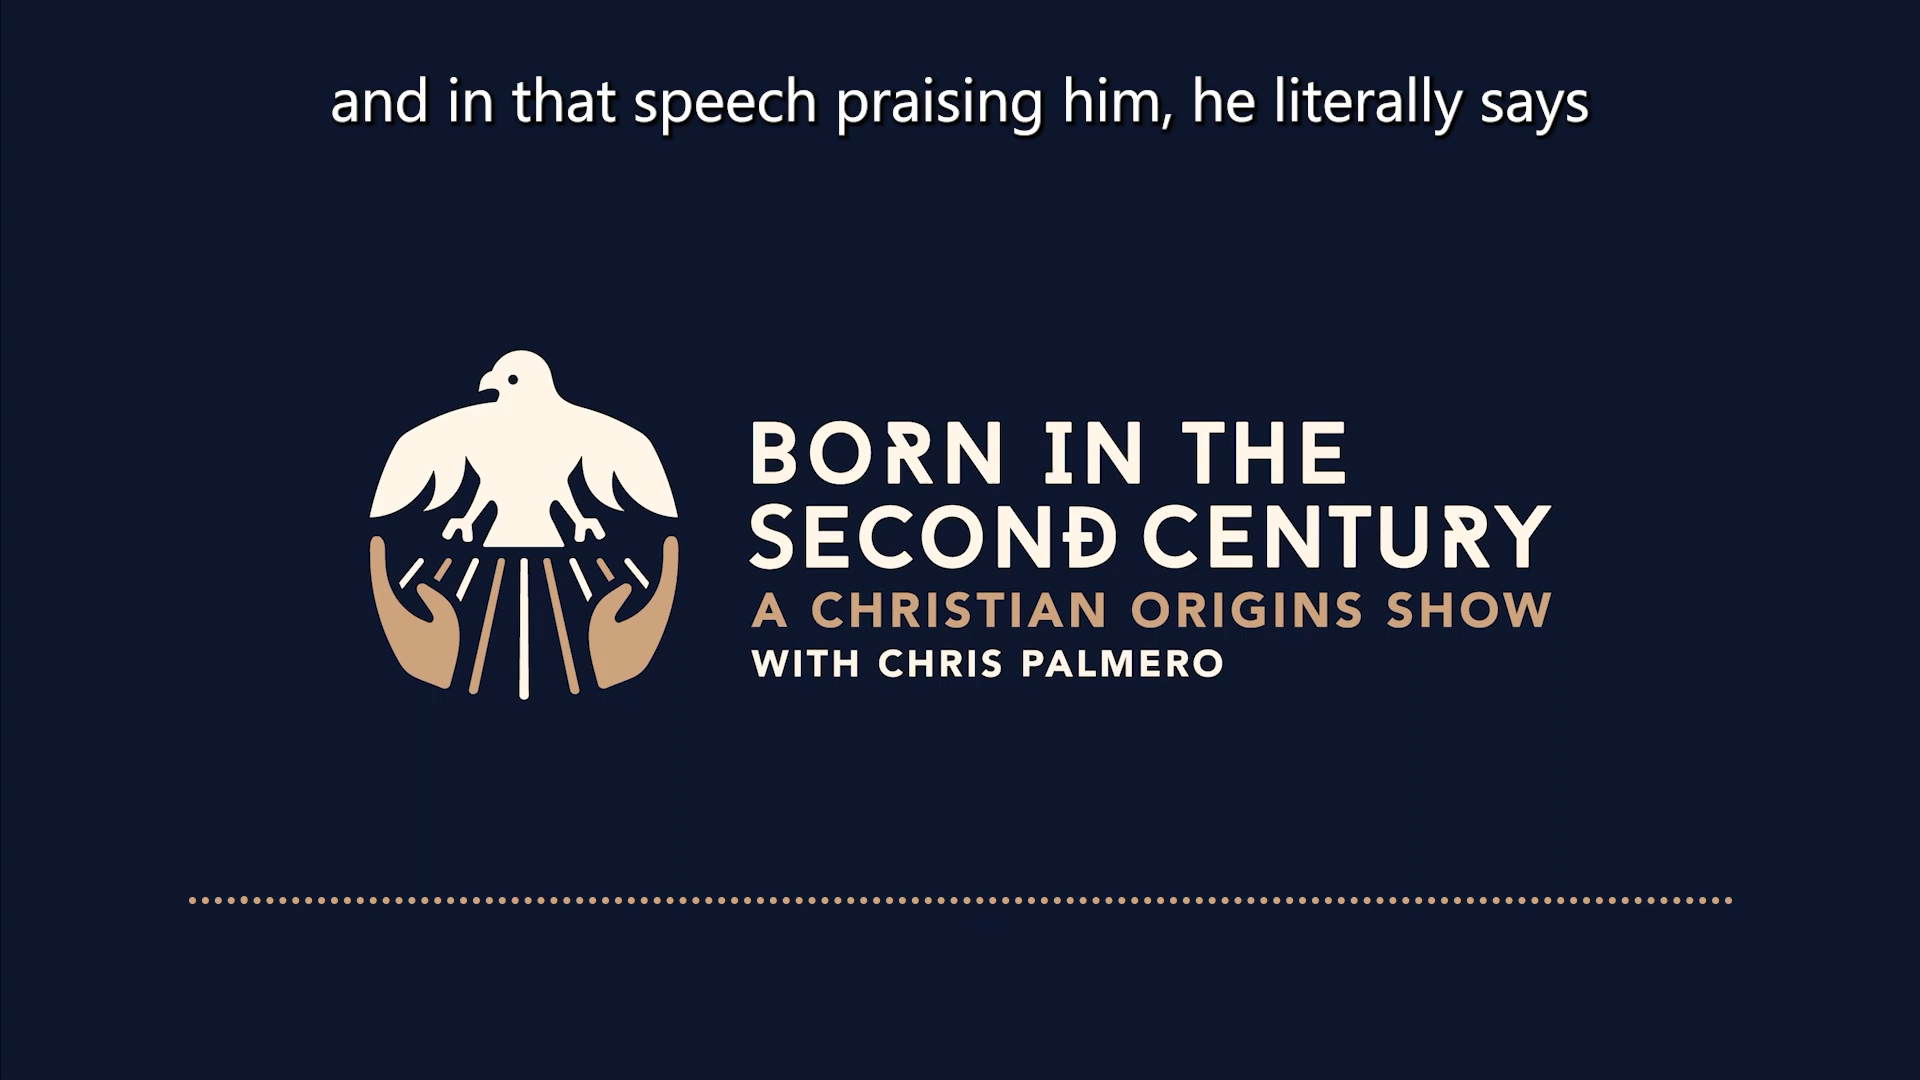 and in that speech praising him, he literally says
BORN IN THE
SECOND CENTURY
A CHRISTIAN ORIGINS SHOW
WITH CHRIS PALMERO